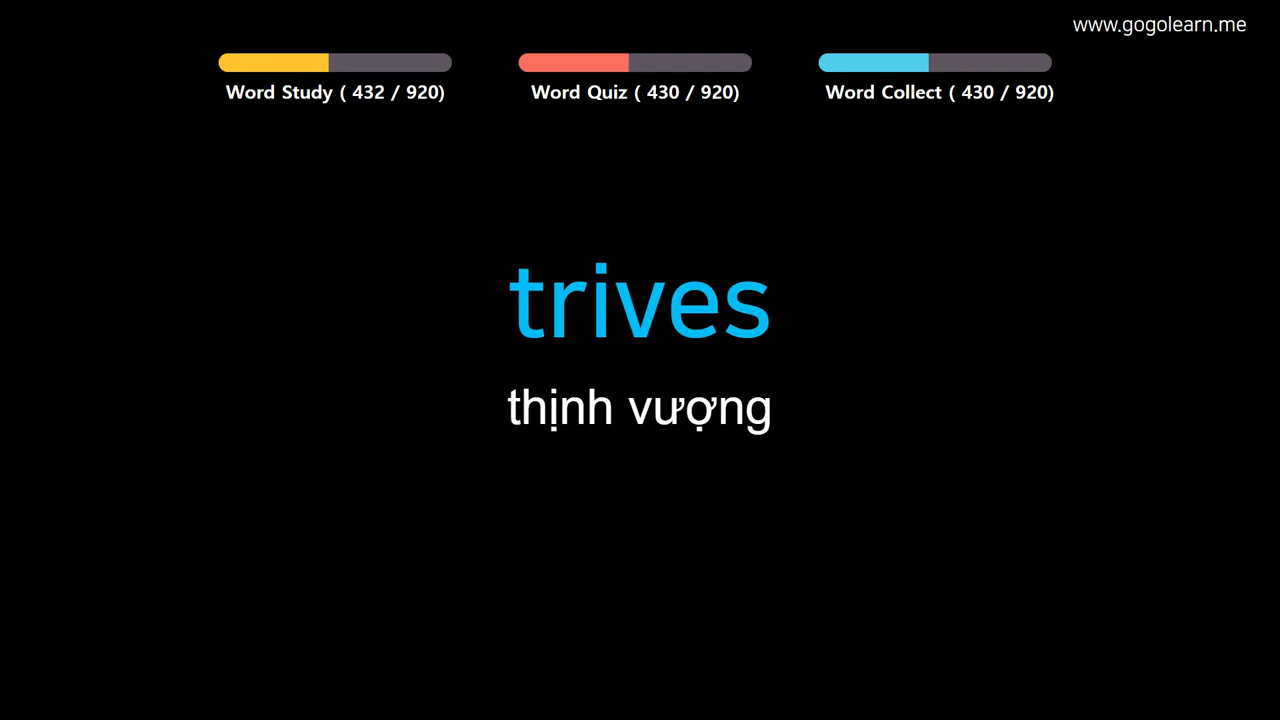 www.gogolearn.me
Word Study ( 432 / 920)
Word Quiz ( 430 / 920)
Word Collect ( 430 / 920)
trives
thịnh vượng